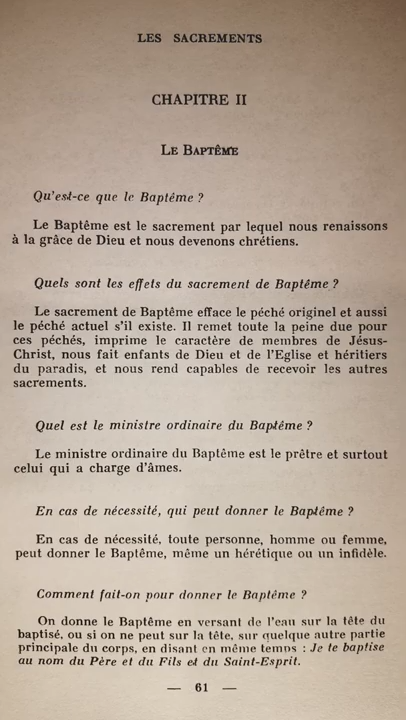 LES SACREMENTS
CHAPITRE II
LE BAPTÊME
Qu'est-ce que le Baptême ?
Le Baptême est le sacrement par lequel nous renaissons
à la grâce de Dieu et nous devenons chrétiens.
Quels sont les effets du sacrement de Baptême ?
Le sacrement de Baptême efface le péché originel et aussi
le péché actuel s'il existe. Il remet toute la peine due pour
ces péchés, imprime le caractère de membres de Jésus-
Christ, nous fait enfants de Dieu et de l'Eglise et héritiers
du paradis, et nous rend capables de recevoir les autres
sacrements.
Quel est le ministre ordinaire du Baptême ?
Le ministre ordinaire du Baptême est le prêtre et surtout
celui qui a charge d'âmes.
En cas de nécessité, qui peut donner le Baptême ?
En cas de nécessité, toute personne, homme ou femme,
peut donner le Baptême, même un hérétique ou un infidèle.
Comment fait-on pour donner le Baptême ?
On donne le Baptême en versant de l'eau sur la tête du
baptisé, ou si on ne peut sur la tête, sur quelque autre partie
principale du corps, en disant en même temps : Je te baptise
au nom du Père et du Fils et du Saint-Esprit.
— 61 —